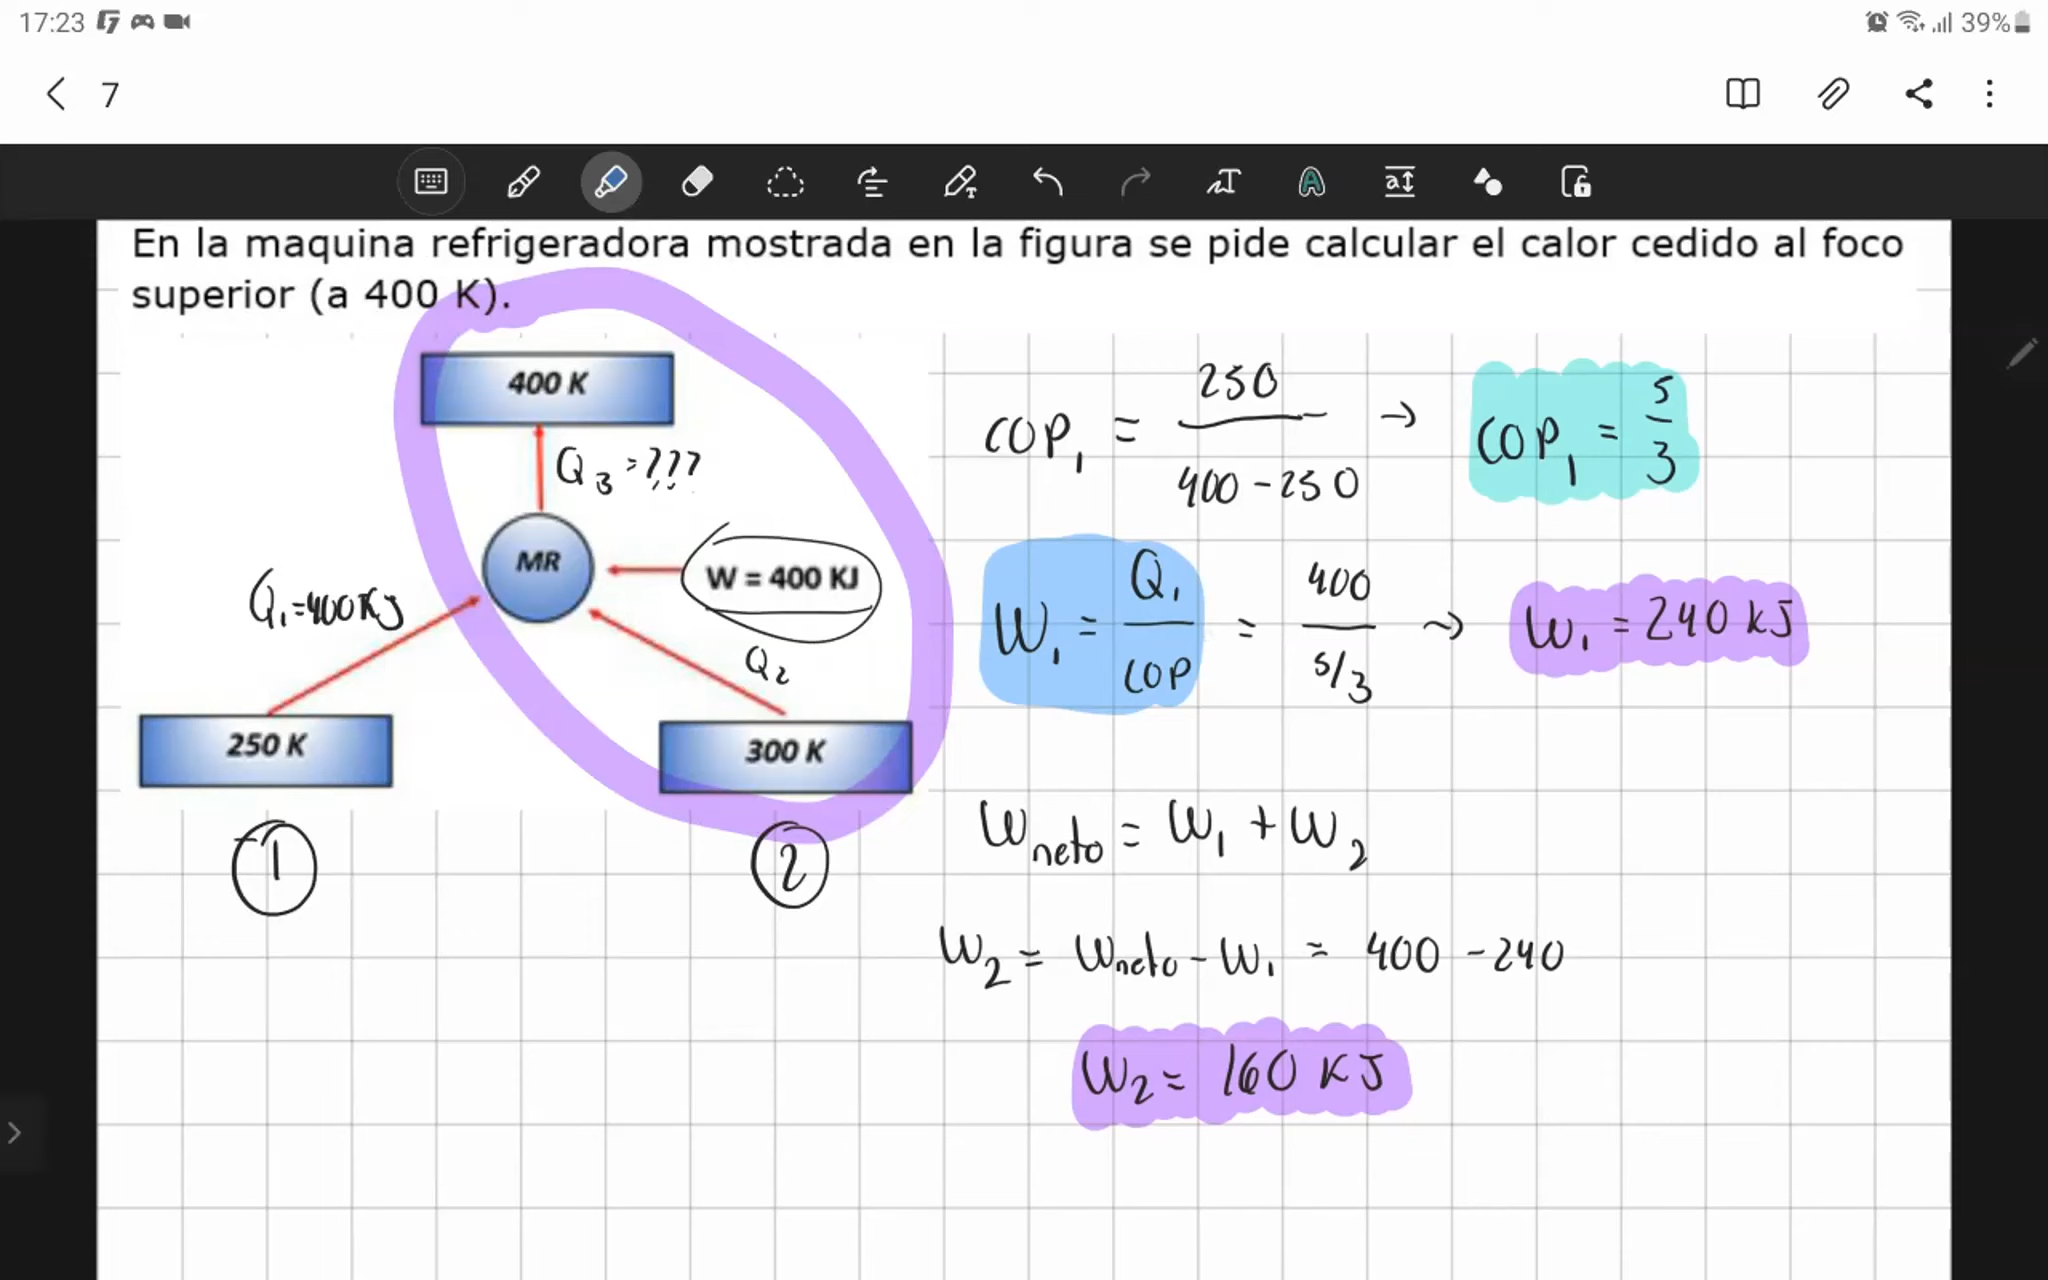 17:23
39%
7
En la maquina refrigeradora mostrada en la figura se pide calcular el calor cedido al foco
superior (a 400 K).
400 K
Q3 = ???
MR
W = 400 KJ
Q1=400KJ
Q2
250 K
300 K
1
2
COP1 = 250 / 400 - 250 → COP1 = 5/3
W1 = Q1 / COP = 400 / 5/3 → W1 = 240 KJ
Wneto = W1 + W2
W2 = Wneto - W1 = 400 - 240
W2 = 160 KJ